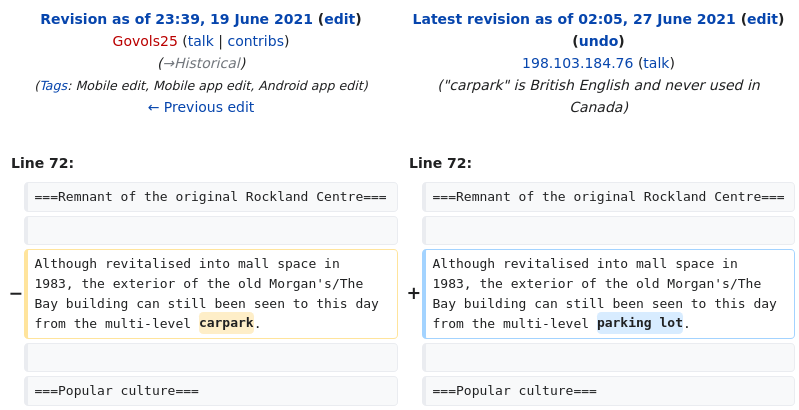 Revision as of 23:39, 19 June 2021 (edit)
Govols25 (talk | contribs)
(→Historical)
(Tags: Mobile edit, Mobile app edit, Android app edit)
← Previous edit
Latest revision as of 02:05, 27 June 2021 (edit)
(undo)
198.103.184.76 (talk)
("carpark" is British English and never used in
Canada)
Line 72:
===Remnant of the original Rockland Centre===
− Although revitalised into mall space in
1983, the exterior of the old Morgan's/The
Bay building can still been seen to this day
from the multi-level carpark.
===Popular culture===
Line 72:
===Remnant of the original Rockland Centre===
+ Although revitalised into mall space in
1983, the exterior of the old Morgan's/The
Bay building can still been seen to this day
from the multi-level parking lot.
===Popular culture===